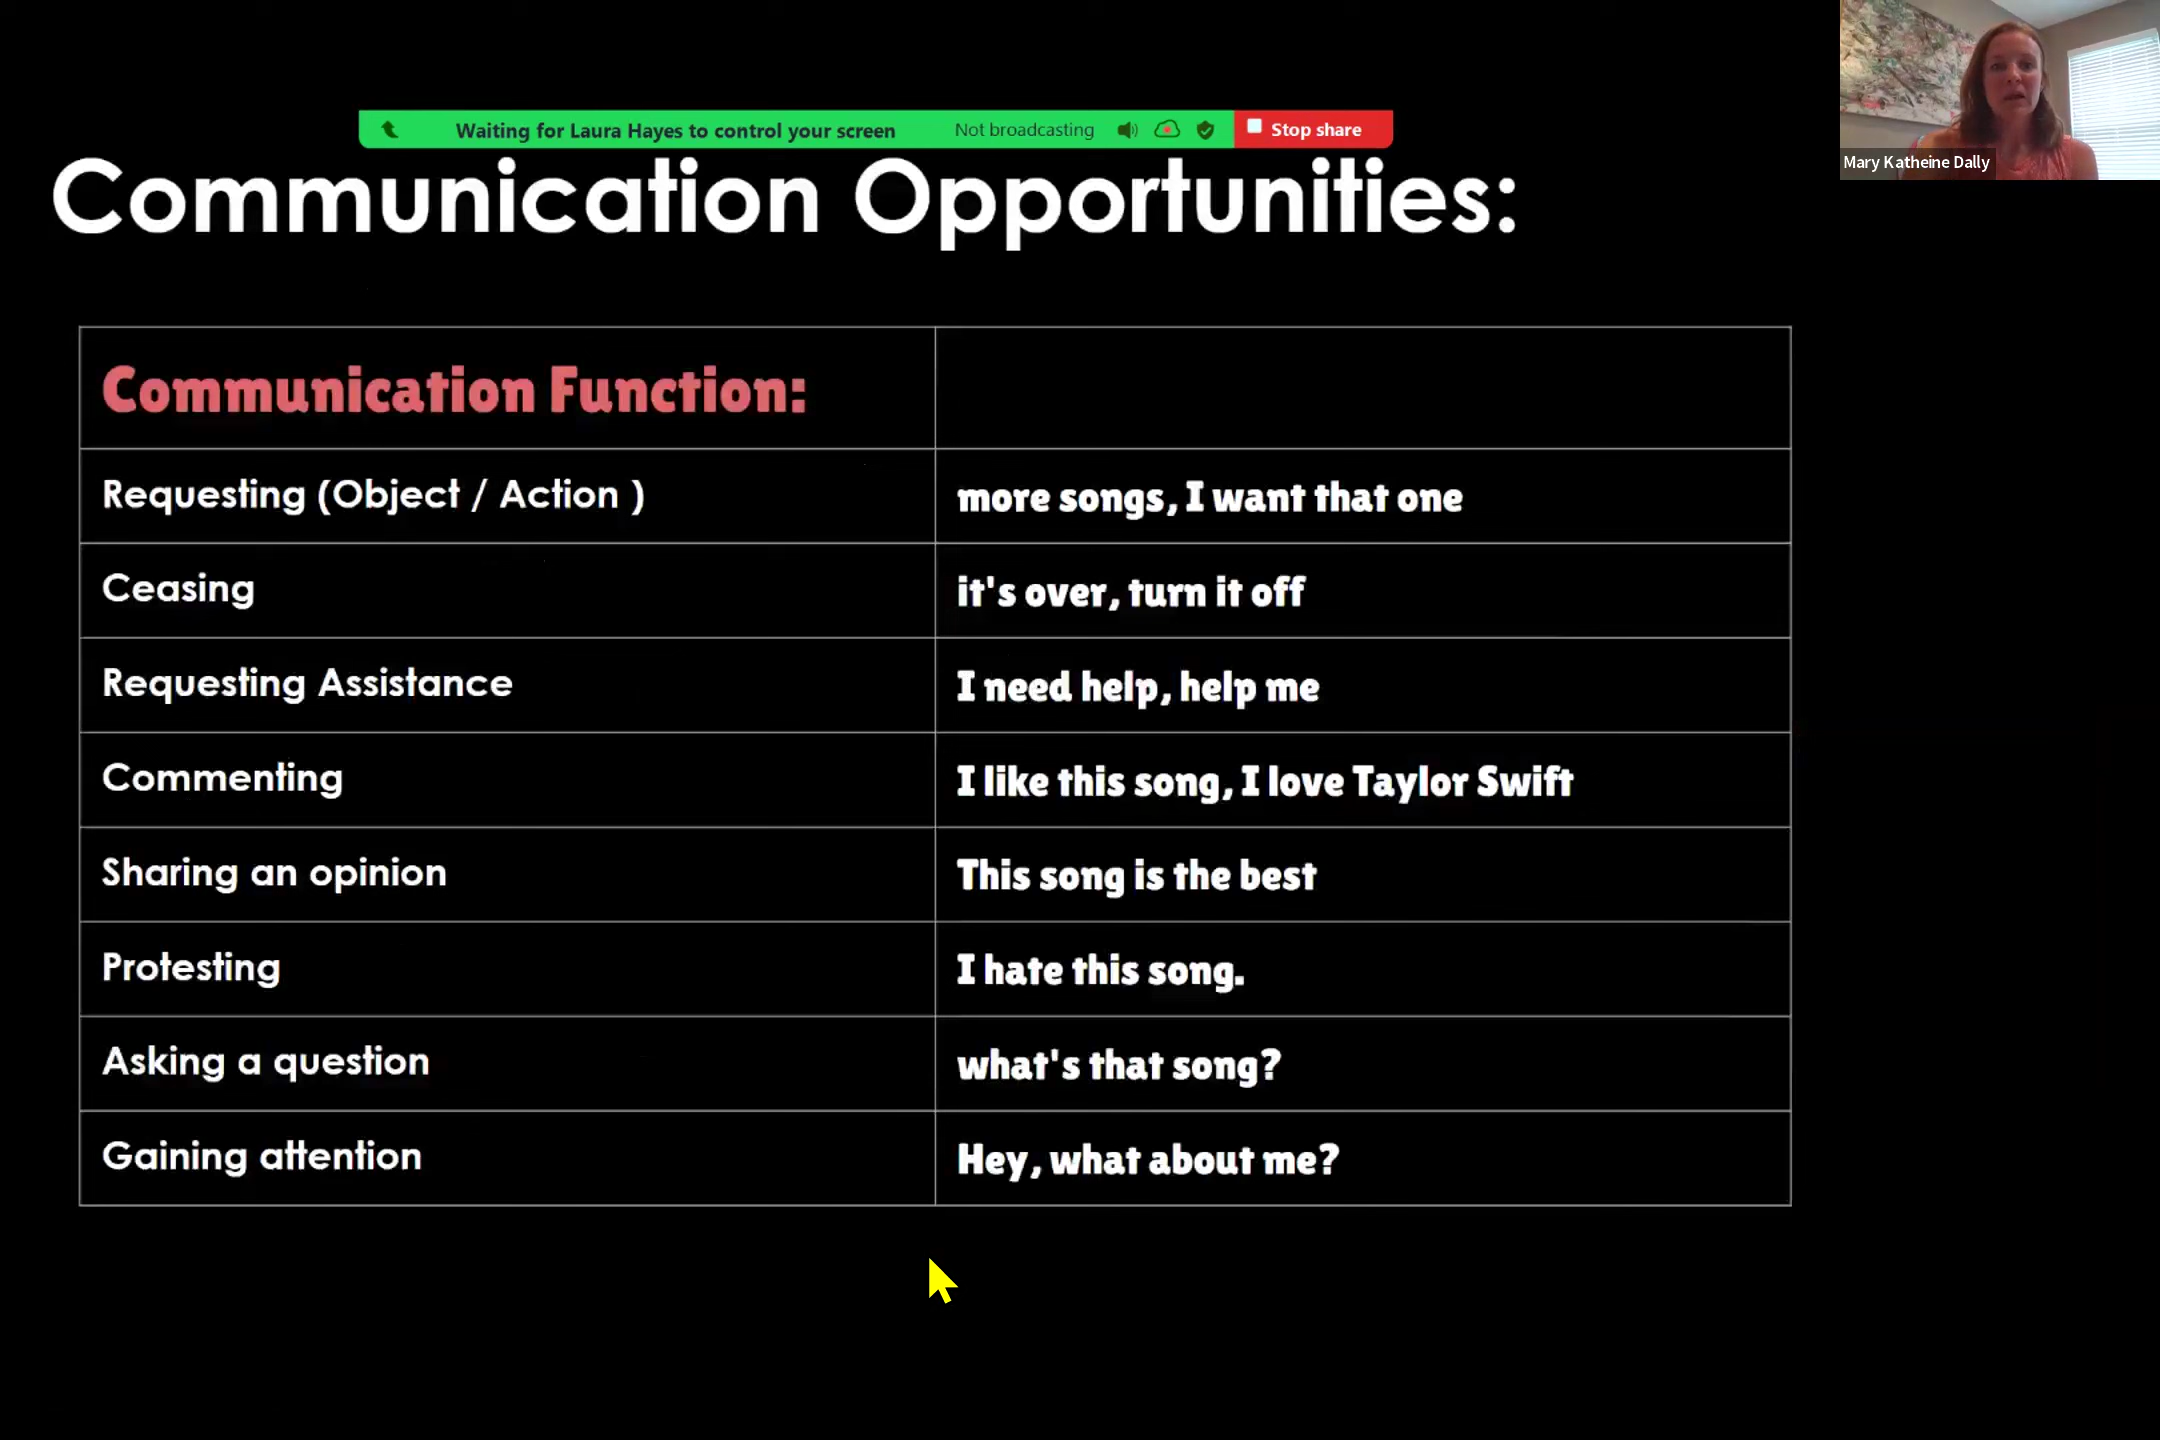 Waiting for Laura Hayes to control your screen Not broadcasting Stop share
Mary Katheine Dally
Communication Opportunities:
Communication Function:
Requesting (Object / Action ) more songs, I want that one
Ceasing it's over, turn it off
Requesting Assistance I need help, help me
Commenting I like this song, I love Taylor Swift
Sharing an opinion This song is the best
Protesting I hate this song.
Asking a question what's that song?
Gaining attention Hey, what about me?